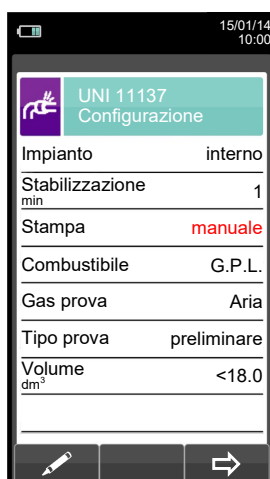 15/01/14
10:00
UNI 11137
Configurazione
Impianto interno
Stabilizzazione
min 1
Stampa manuale
Combustibile G.P.L.
Gas prova Aria
Tipo prova preliminare
Volume
dm³ <18.0